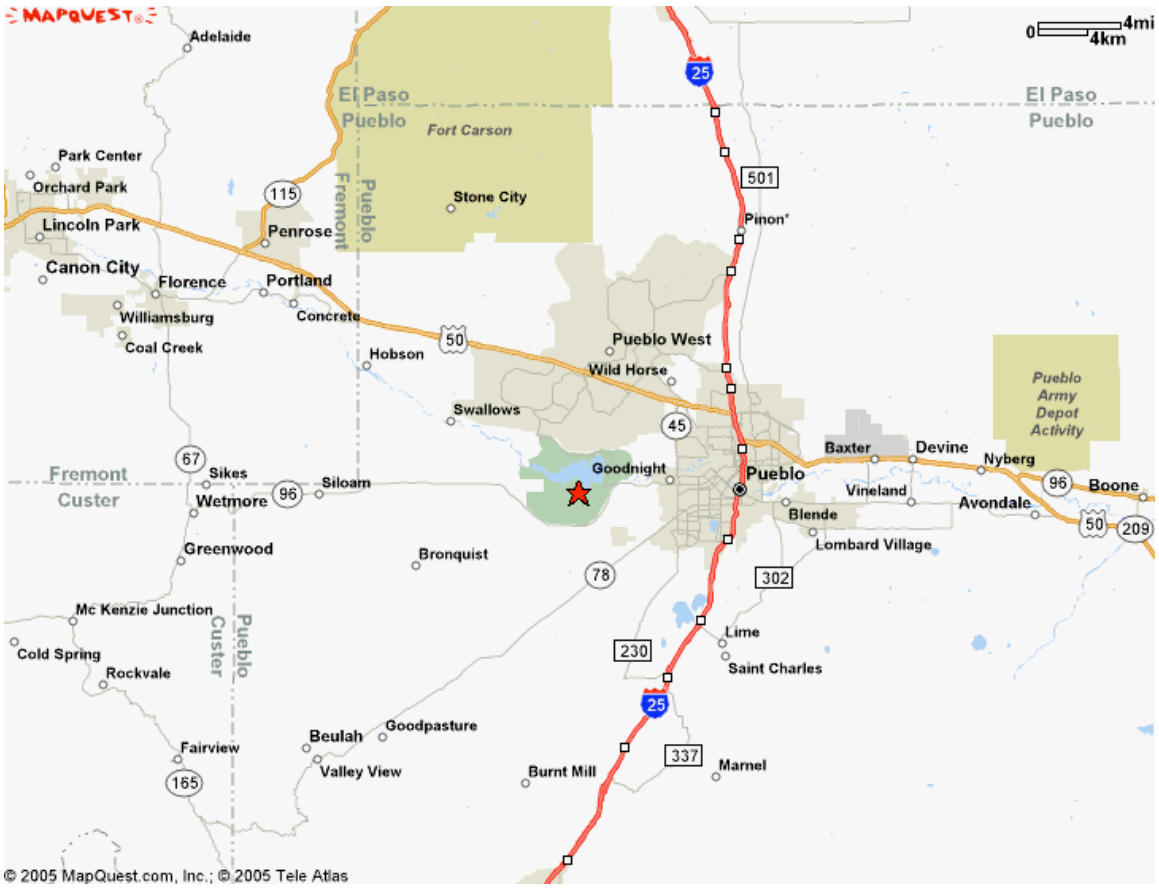 MAPQUEST®
4mi
0
4km
Adelaide
25
El Paso
Pueblo
El Paso
Pueblo
Fort Carson
Park Center
Orchard Park
115
Fremont
Pueblo
Stone City
501
Pinon*
Lincoln Park
Penrose
Canon City
Florence
Portland
Williamsburg
Concrete
Coal Creek
50
Hobson
Pueblo West
Wild Horse
Pueblo
Army
Depot
Activity
Swallows
45
67
Fremont
Custer
Sikes
Wetmore
96
Siloam
Goodnight
Pueblo
Baxter
Devine
Nyberg
96
Boone
Vineland
Avondale
50
209
Blende
Lombard Village
Greenwood
Bronquist
78
302
Mc Kenzie Junction
Cold Spring
Custer
Pueblo
230
Lime
Saint Charles
Rockvale
25
Goodpasture
Beulah
Valley View
Fairview
165
Burnt Mill
337
Marnel
© 2005 MapQuest.com, Inc.; © 2005 Tele Atlas